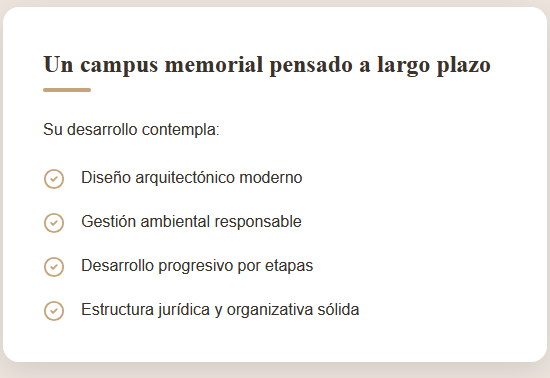 Un campus memorial pensado a largo plazo
Su desarrollo contempla:
Diseño arquitectónico moderno
Gestión ambiental responsable
Desarrollo progresivo por etapas
Estructura jurídica y organizativa sólida